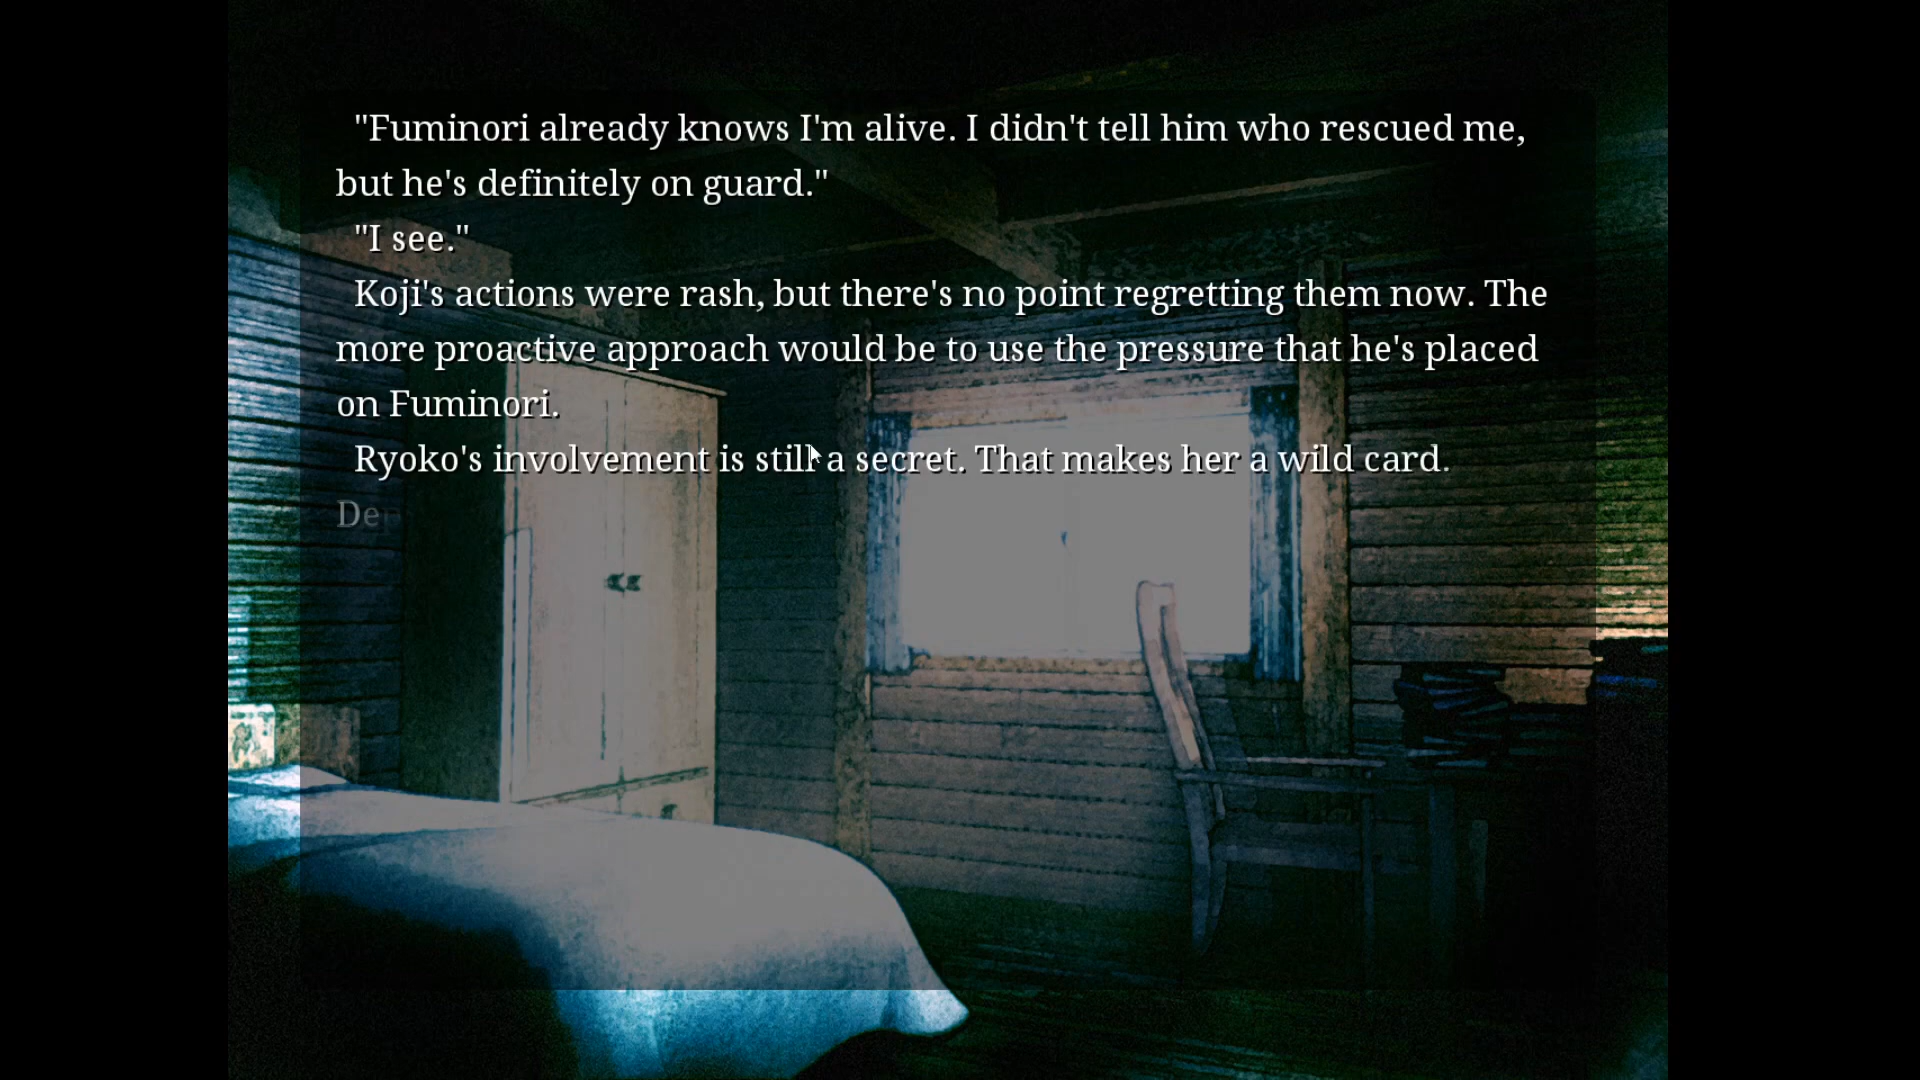 "Fuminori already knows I'm alive. I didn't tell him who rescued me,
but he's definitely on guard."
"I see."
Koji's actions were rash, but there's no point regretting them now. The
more proactive approach would be to use the pressure that he's placed
on Fuminori.
Ryoko's involvement is still a secret. That makes her a wild card.